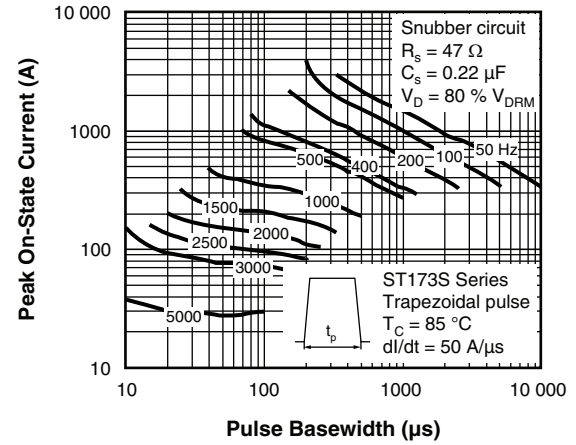 Peak On-State Current (A)
10 000
1000
100
10
Snubber circuit
Rs = 47 Ω
Cs = 0.22 µF
VD = 80 % VDRM
50 Hz
100
200
400
500
1000
1500
2000
2500
3000
5000
ST173S Series
Trapezoidal pulse
TC = 85 °C
dI/dt = 50 A/µs
tp
10
100
1000
10 000
Pulse Basewidth (µs)